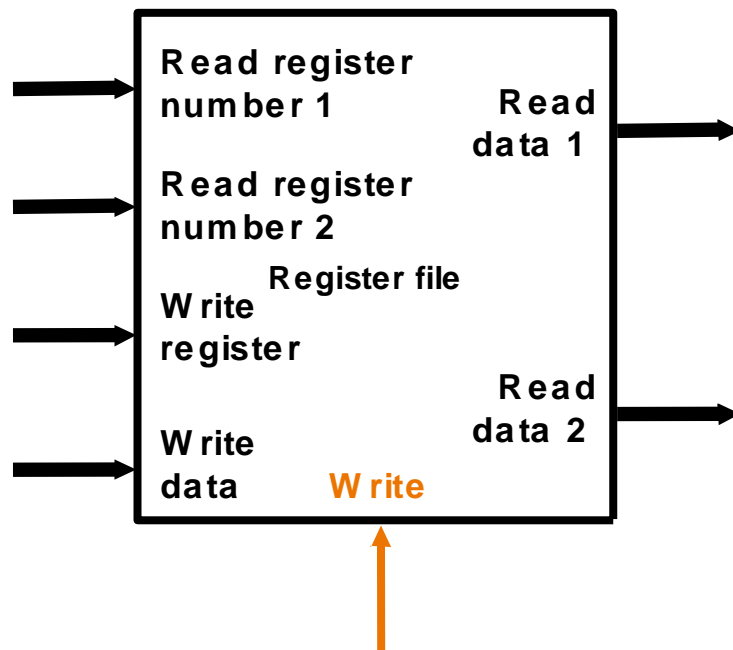 Read register
number 1
Read
data 1
Read register
number 2
Register file
Write
register
Read
data 2
Write
data
Write